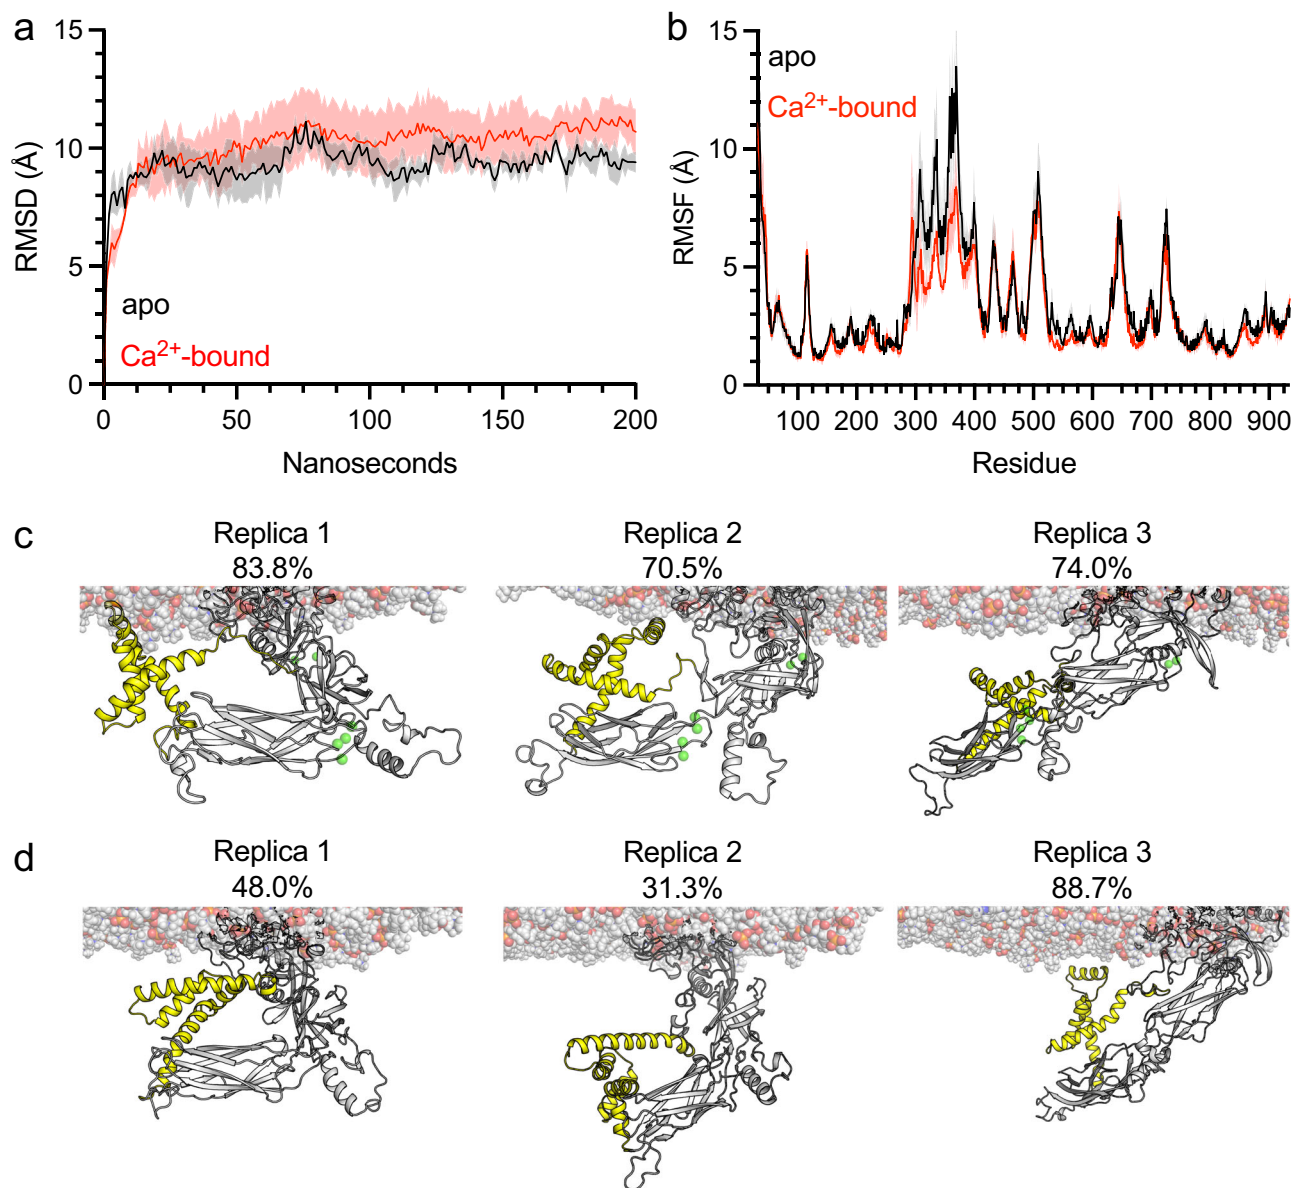 a
15
10
5
0
RMSD (Å)
apo
Ca²⁺-bound
0 50 100 150 200
Nanoseconds
b
15
10
5
0
RMSF (Å)
apo
Ca²⁺-bound
100 200 300 400 500 600 700 800 900
Residue
c
Replica 1
83.8%
Replica 2
70.5%
Replica 3
74.0%
d
Replica 1
48.0%
Replica 2
31.3%
Replica 3
88.7%